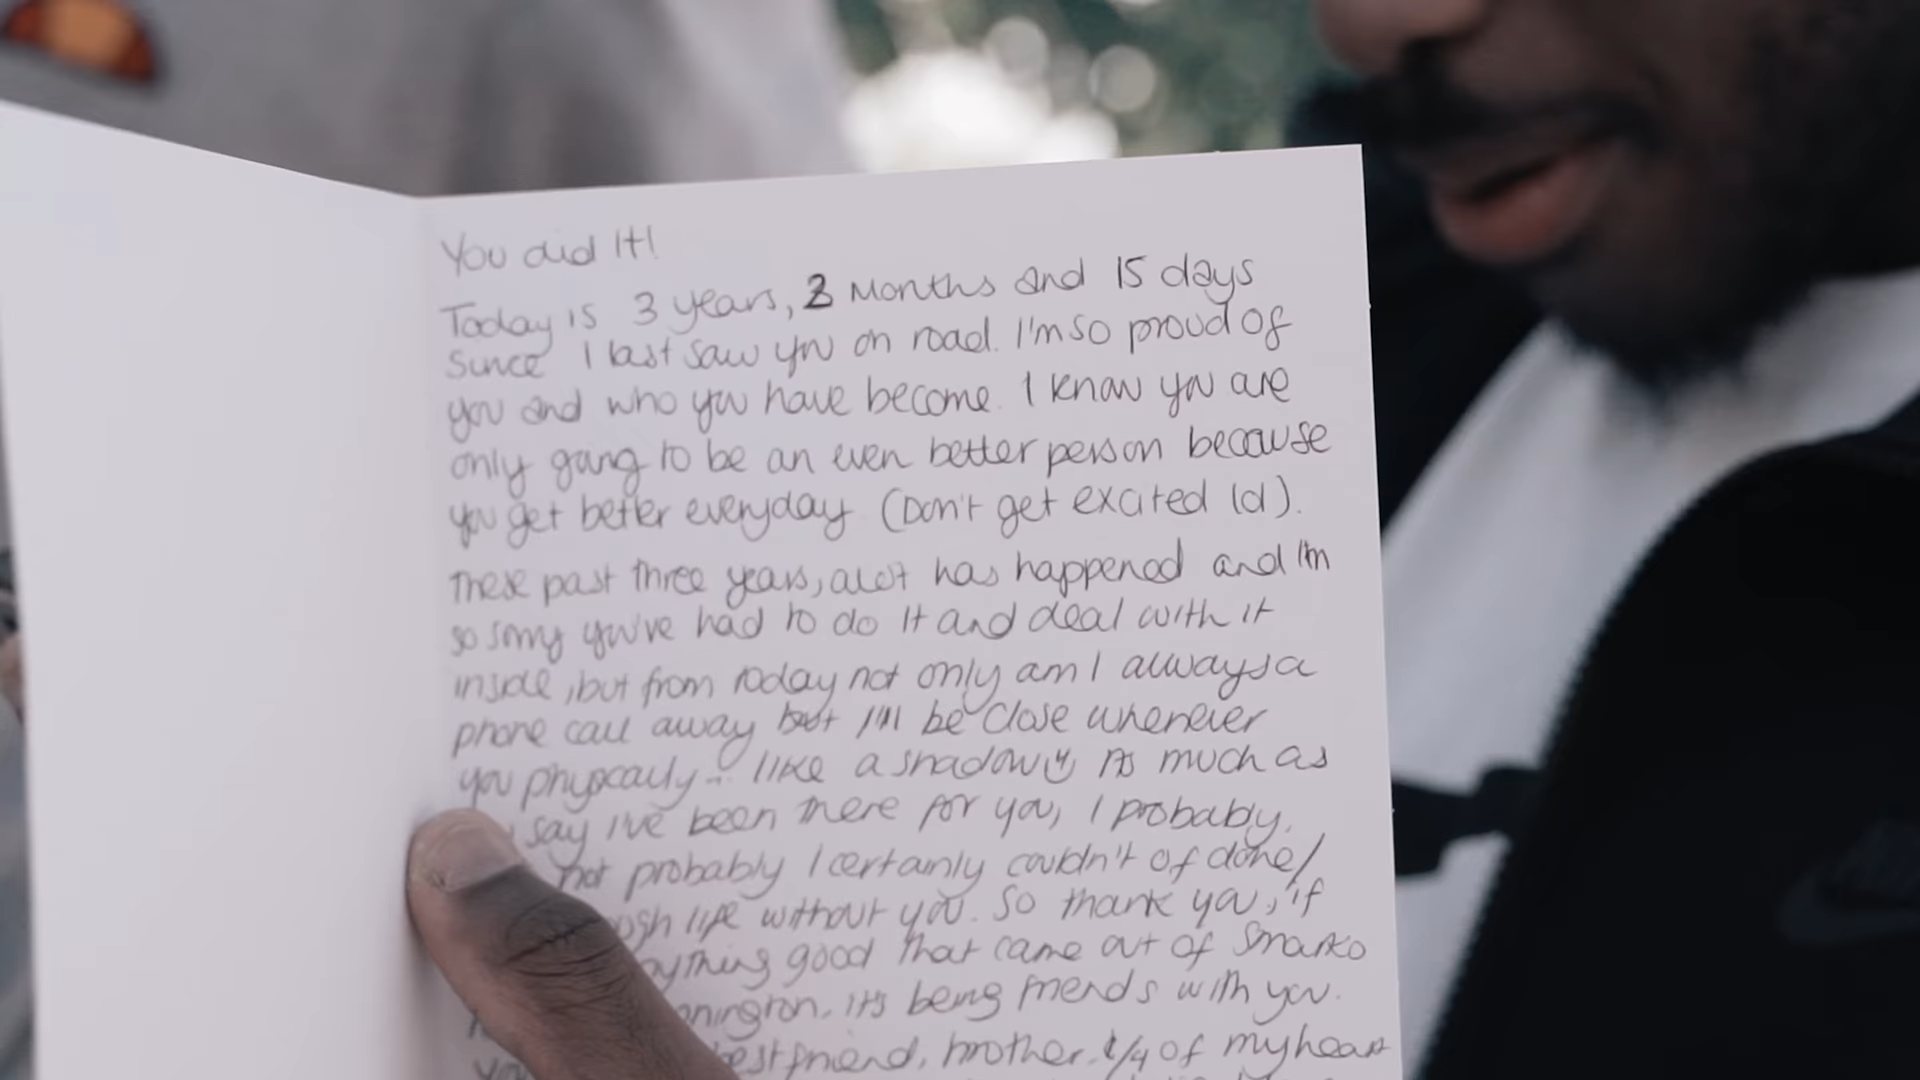 You did It!
Today is 3 years, 2 Months and 15 days
since I last saw you on road. I'm so proud of
you and who you have become. I know you are
only going to be an even better person because
you get better everyday (Don't get excited lol).
These past three years, alot has happened and I'm
so sorry you've had to do it and deal with it
inside, but from today not only am I always a
phone call away but I'll be close whenever
you physically... like a shadow As much as
say I've been there for you, I probably,
not probably I certainly couldn't of done/
life without you. So thank you, if
good that came out of
it's being friends with you.
friend, brother, 1/4 of my heart